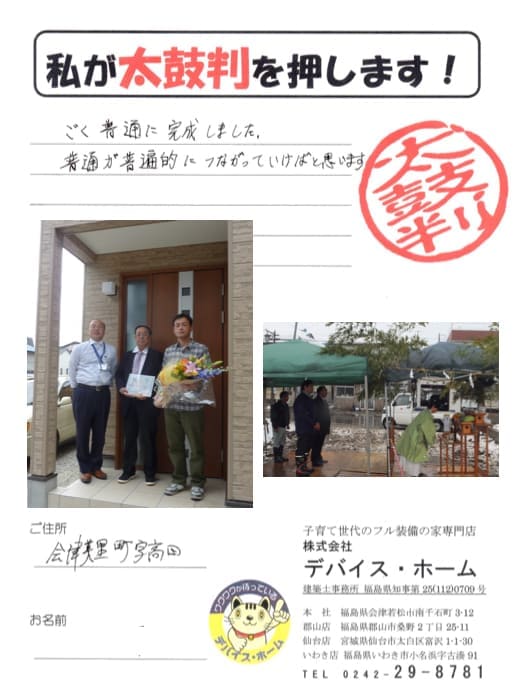 私が太鼓判を押します！
ごく普通に完成しました。
普通が普遍的につながっていけばと思います
太鼓判
ご住所
会津美里町字高田
お名前
ワクワクが待っている
デバイス・ホーム
子育て世代のフル装備の家専門店
株式会社
デバイス・ホーム
建築士事務所 福島県知事第25(11２)0709号
本　社　福島県会津若松市南千石町 3-12
郡山店　福島県郡山市桑野２丁目 25-11
仙台店　宮城県仙台市太白区富沢 1-1-30
いわき店　福島県いわき市小名浜字古湊 91
ＴＥＬ 0242-29-8781